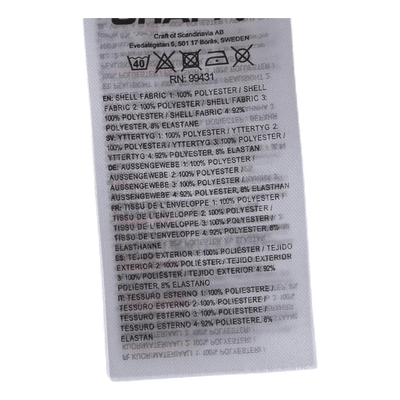 CRAFT
Craft of Scandinavia AB
Evedalsgatan 5, 501 17 Borås, SWEDEN
40
RN: 99431
EN: SHELL FABRIC 1: 100% POLYESTER / SHELL
FABRIC 2: 100% POLYESTER / SHELL FABRIC 3:
100% POLYESTER / SHELL FABRIC 4: 92%
POLYESTER, 8% ELASTANE
SV: YTTERTYG 1: 100% POLYESTER / YTTERTYG 2:
100% POLYESTER / YTTERTYG 3: 100% POLYESTER /
YTTERTYG 4: 92% POLYESTER, 8% ELASTAN
DE: AUSSENGEWEBE 1: 100% POLYESTER /
AUSSENGEWEBE 2: 100% POLYESTER /
AUSSENGEWEBE 3: 100% POLYESTER /
AUSSENGEWEBE 4: 92% POLYESTER, 8% ELASTHAN
FR: TISSU DE L'ENVELOPPE 1: 100% POLYESTER /
TISSU DE L'ENVELOPPE 2: 100% POLYESTER /
TISSU DE L'ENVELOPPE 3: 100% POLYESTER /
TISSU DE L'ENVELOPPE 4: 92% POLYESTER, 8%
ELASTHANNE
ES: TEJIDO EXTERIOR 1: 100% POLIÉSTER / TEJIDO
EXTERIOR 2: 100% POLIÉSTER / TEJIDO EXTERIOR
3: 100% POLIÉSTER / TEJIDO EXTERIOR 4: 92%
POLIÉSTER, 8% ELASTANO
IT: TESSUTO ESTERNO 1: 100% POLIESTERE /
TESSUTO ESTERNO 2: 100% POLIESTERE /
TESSUTO ESTERNO 3: 100% POLIESTERE /
TESSUTO ESTERNO 4: 92% POLIESTERE, 8%
ELASTAN